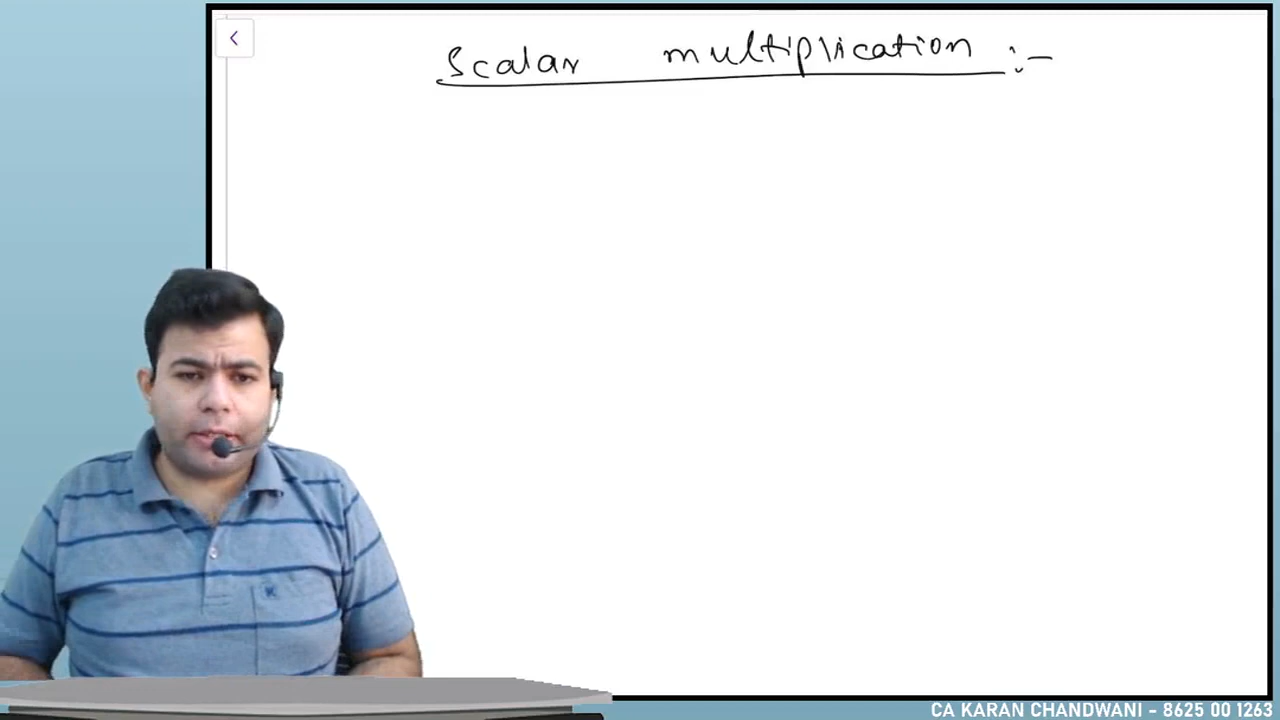 Scalar multiplication :-
CA KARAN CHANDWANI - 8625 00 1263